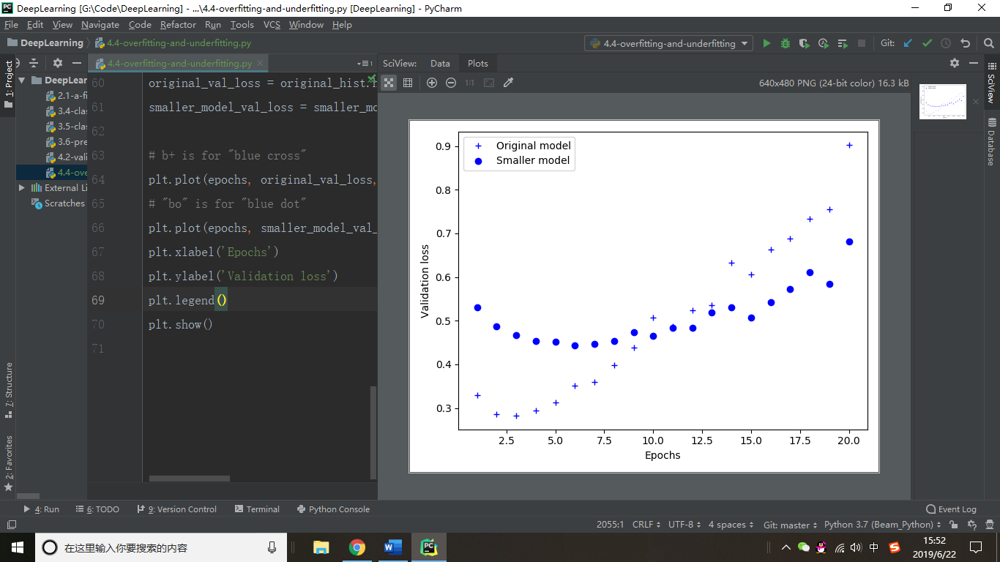 DeepLearning [G:\Code\DeepLearning] - ...\4.4-overfitting-and-underfitting.py [DeepLearning] - PyCharm
File Edit View Navigate Code Refactor Run Tools VCS Window Help
DeepLearning 4.4-overfitting-and-underfitting.py
4.4-overfitting-and-underfitting
Git:
1: Project
DeepLear
2.1-a-fi
3.4-clas
3.5-clas
3.6-pre
4.2-vali
4.4-ove
External Li
Scratches
7: Structure
2: Favorites
4.4-overfitting-and-underfitting.py
60 original_val_loss = original_hist.h
61 smaller_model_val_loss = smaller_mo
62
63 # b+ is for "blue cross"
64 plt.plot(epochs, original_val_loss,
65 # "bo" is for "blue dot"
66 plt.plot(epochs, smaller_model_val_
67 plt.xlabel('Epochs')
68 plt.ylabel('Validation loss')
69 plt.legend()
70 plt.show()
71
SciView: Data Plots
1:1
640x480 PNG (24-bit color) 16.3 kB
Original model
Smaller model
Validation loss
0.9
0.8
0.7
0.6
0.5
0.4
0.3
2.5 5.0 7.5 10.0 12.5 15.0 17.5 20.0
Epochs
SciView
Database
4: Run 6: TODO 9: Version Control Terminal Python Console Event Log
2055:1 CRLF UTF-8 4 spaces Git: master Python 3.7 (Beam_Python)
在这里输入你要搜索的内容
中
15:52
2019/6/22